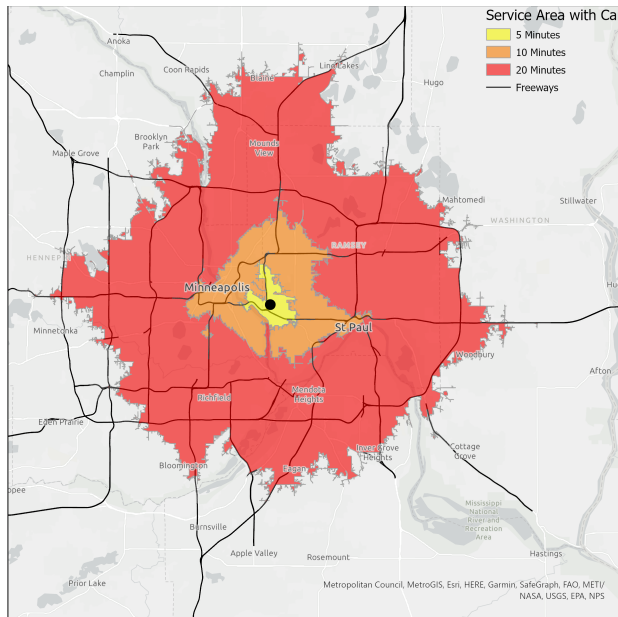 Service Area with Ca
5 Minutes
10 Minutes
20 Minutes
Freeways
Anoka
Champlin
Coon Rapids
Lino Lakes
Blaine
Hugo
Brooklyn
Park
Maple Grove
Mounds
View
Mahtomedi
Stillwater
WASHINGTON
HENNEP
RAMSEY
Minneapolis
Hu
Minnetonka
St Paul
Woodbury
Afton
Richfield
Mendota
Heights
Eden Prairie
Inver Grove
Heights
Cottage
Grove
Bloomington
Eagan
opee
Mississippi
National
River and
Recreation
Area
Burnsville
Apple Valley
Rosemount
Hastings
Prior Lake
Metropolitan Council, MetroGIS, Esri, HERE, Garmin, SafeGraph, FAO, METI/
NASA, USGS, EPA, NPS